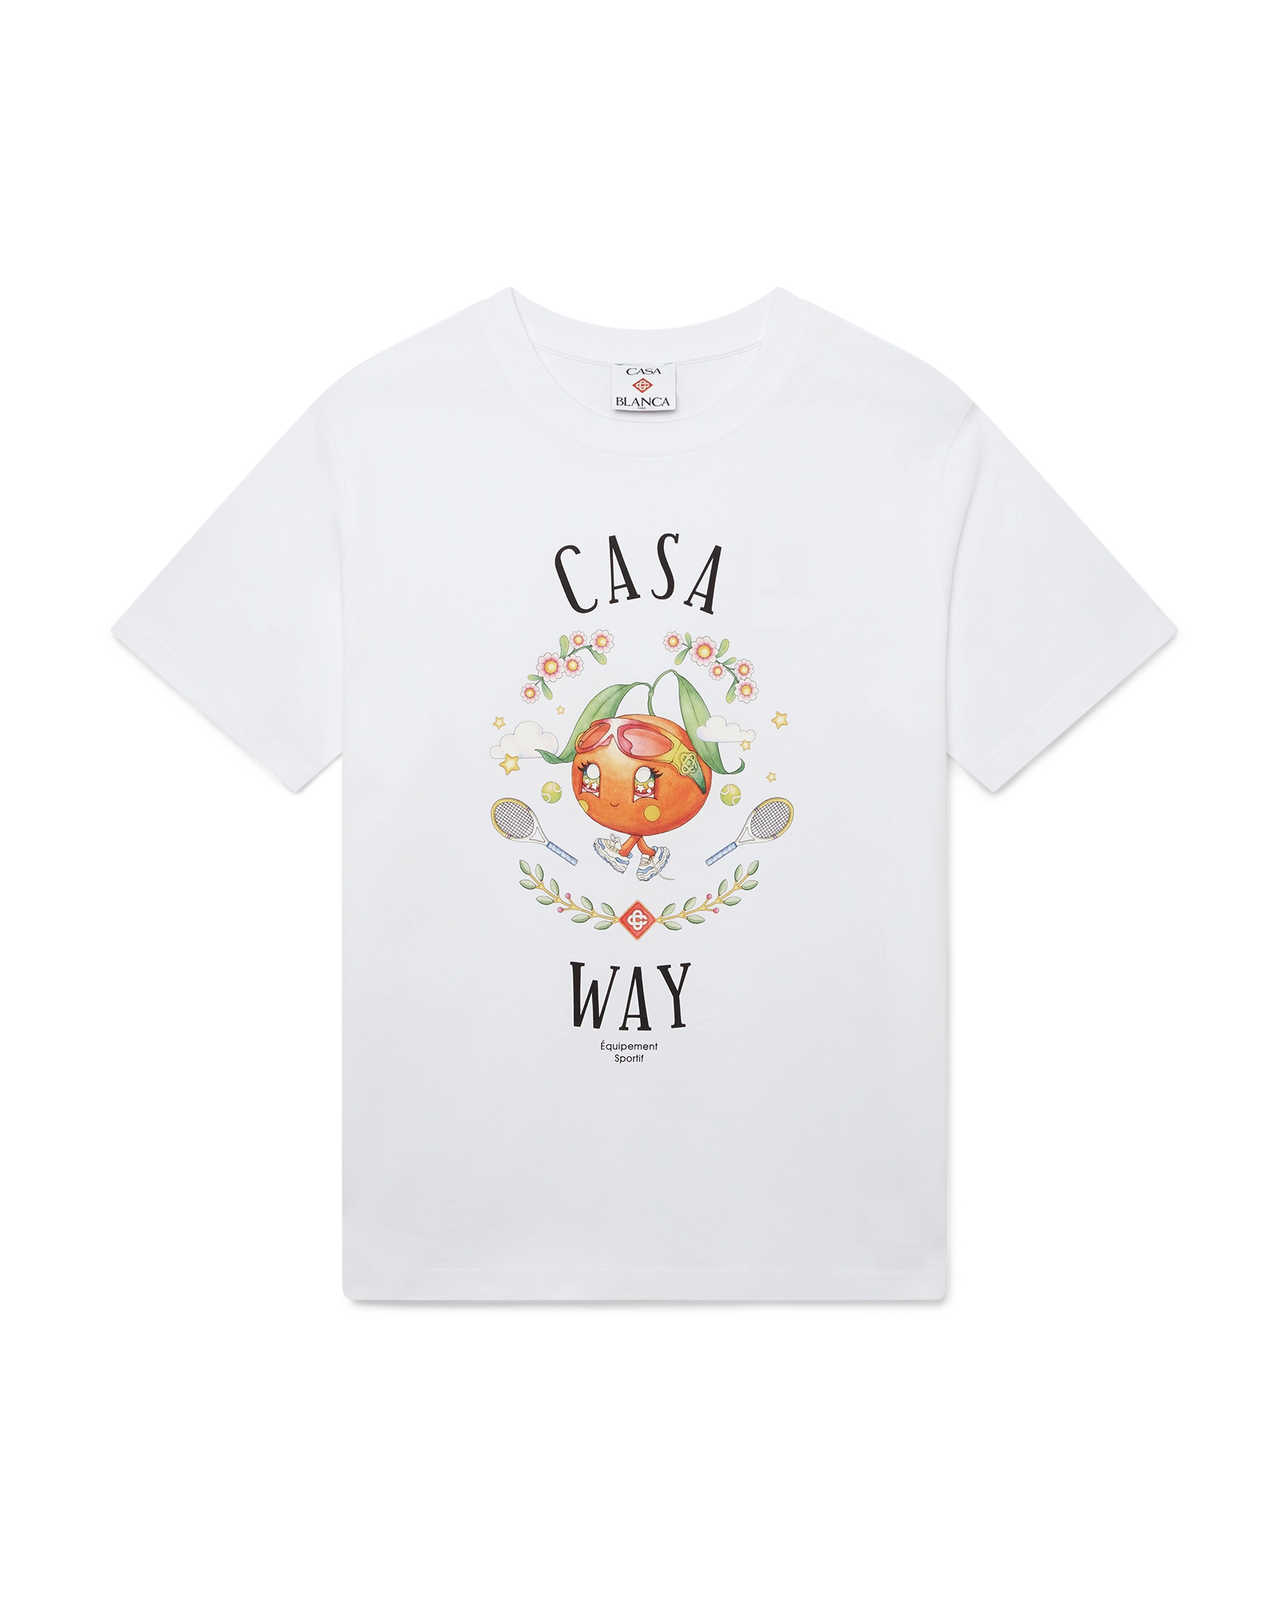 CASA
BLANCA
CASA
WAY
Équipement
Sportif